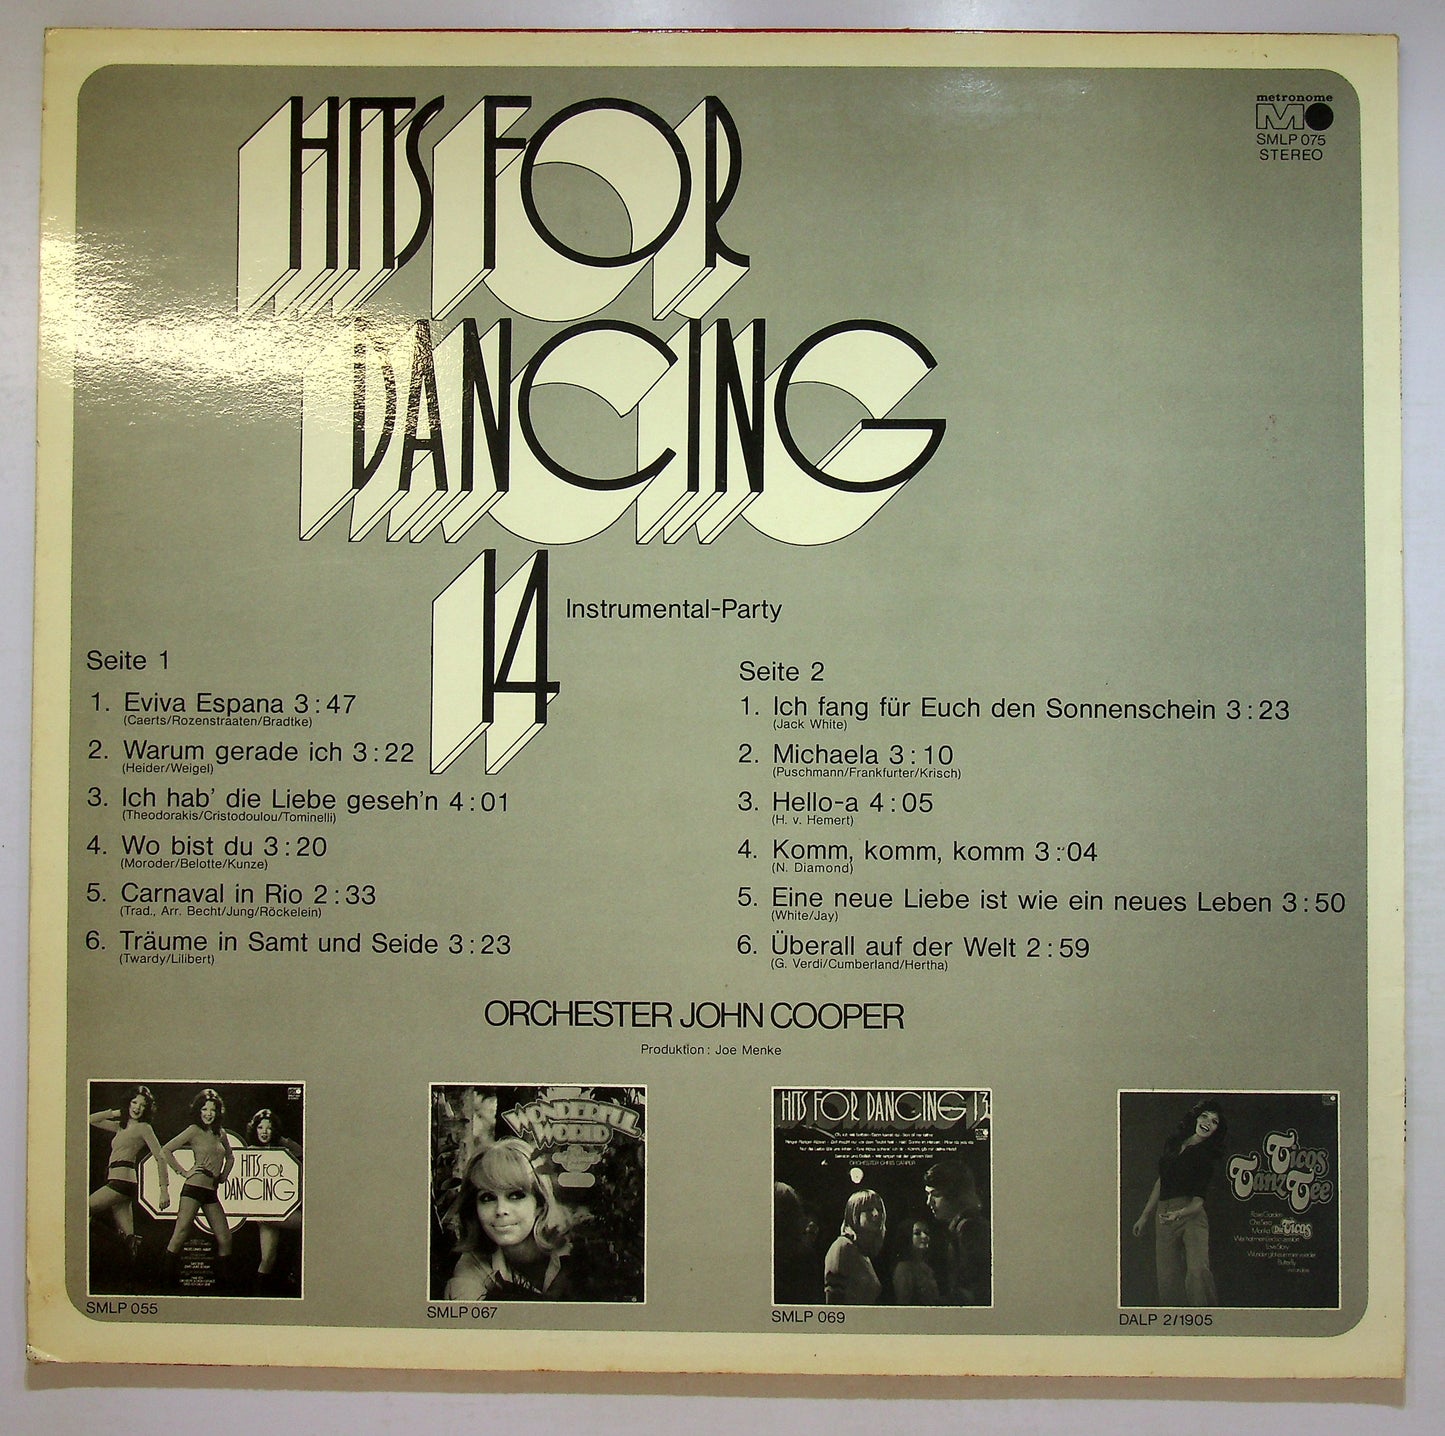 HITS FOR
DANCING
14
metronome
SMLP 075
STEREO
Instrumental-Party
Seite 1
1. Eviva Espana 3:47
(Caerts/Rozenstraaten/Bradtke)
2. Warum gerade ich 3:22
(Heider/Weigel)
3. Ich hab' die Liebe geseh'n 4:01
(Theodorakis/Cristodoulou/Tominelli)
4. Wo bist du 3:20
(Moroder/Belotte/Kunze)
5. Carnaval in Rio 2:33
(Trad., Arr. Becht/Jung/Röckelein)
6. Träume in Samt und Seide 3:23
(Twardy/Lilibert)
Seite 2
1. Ich fang für Euch den Sonnenschein 3:23
(Jack White)
2. Michaela 3:10
(Puschmann/Frankfurter/Krisch)
3. Hello-a 4:05
(H. v. Hemert)
4. Komm, komm, komm 3:04
(N. Diamond)
5. Eine neue Liebe ist wie ein neues Leben 3:50
(White/Jay)
6. Überall auf der Welt 2:59
(G. Verdi/Cumberland/Hertha)
ORCHESTER JOHN COOPER
Produktion: Joe Menke
HITS FOR
DANCING
SMLP 055
WONDERFUL
WORLD
SMLP 067
HITS FOR DANCING 13
SMLP 069
Ticos
Tanz Tee
Rose Garden
Die Ticos
Love Story
Butterfly
DALP 2/1905